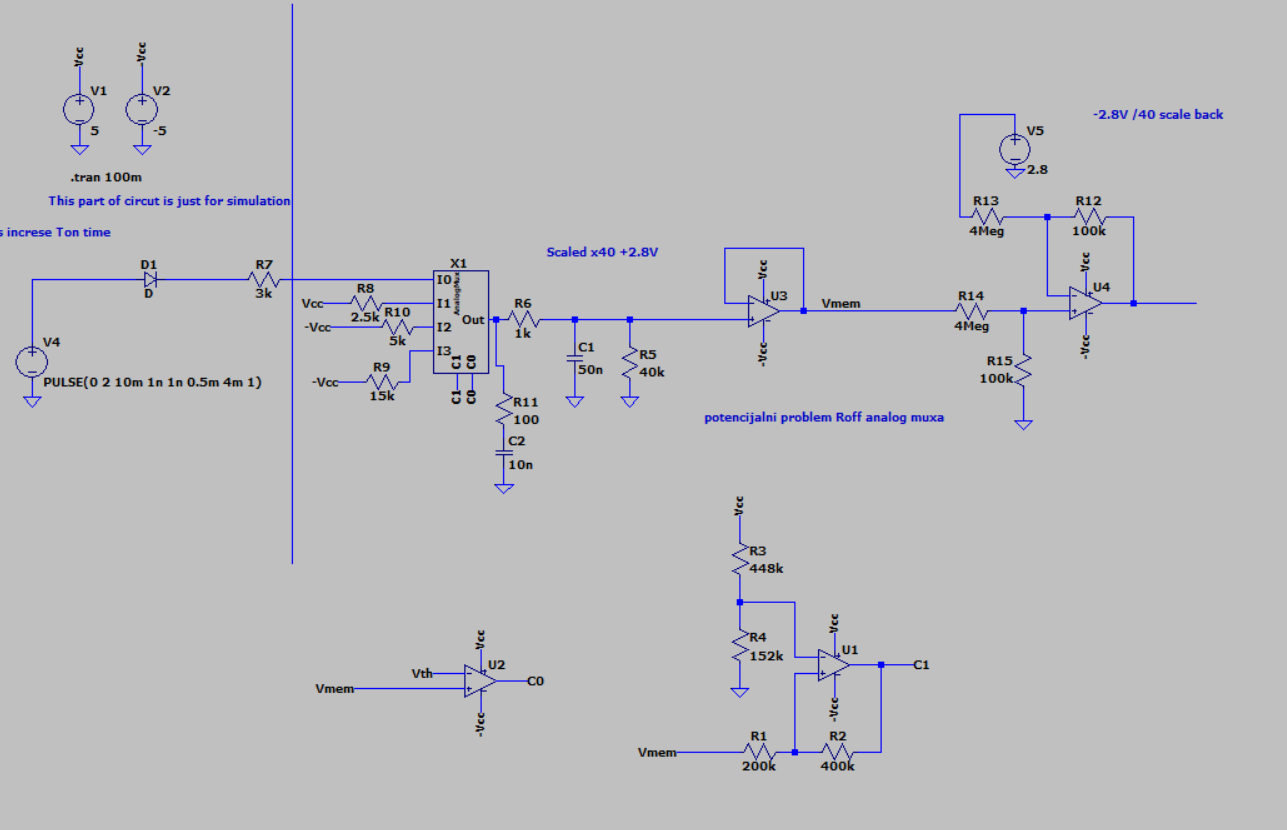 Vcc
-Vcc
V1
V2
5
-5
.tran 100m
This part of circut is just for simulation
s increse Ton time
D1
D
R7
3k
V4
PULSE(0 2 10m 1n 1n 0.5m 4m 1)
X1
AnalogMux
I0
I1
I2
I3
Out
C1
C0
C1
C0
Vcc
R8
2.5k
-Vcc
R10
5k
-Vcc
R9
15k
R6
1k
R11
100
C2
10n
C1
50n
R5
40k
Scaled x40 +2.8V
Vcc
U3
-Vcc
Vmem
-2.8V /40 scale back
V5
2.8
R13
4Meg
R12
100k
Vcc
U4
-Vcc
R14
4Meg
R15
100k
potencijalni problem Roff analog muxa
Vcc
R3
448k
R4
152k
Vcc
U1
-Vcc
C1
Vmem
R1
200k
R2
400k
Vcc
U2
Vth
Vmem
-Vcc
C0